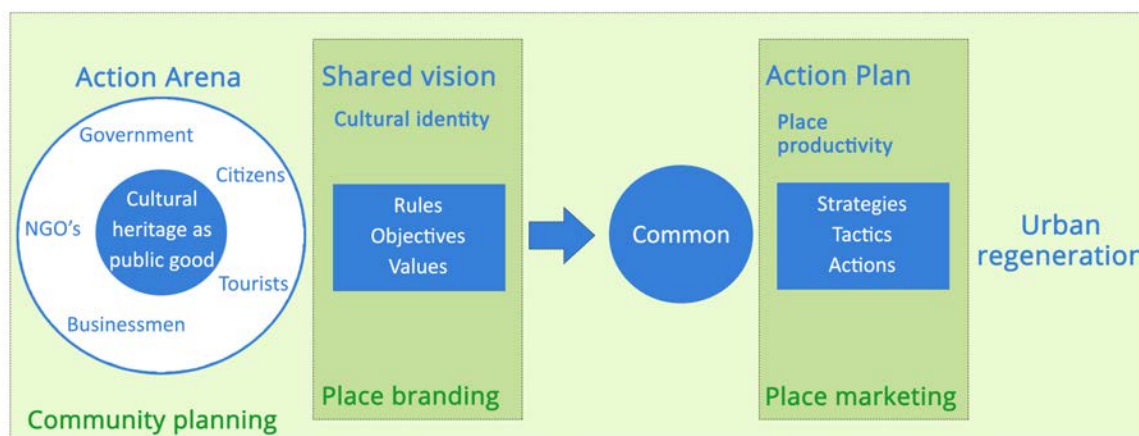 Action Arena
Government
Citizens
NGO's
Cultural
heritage as
public good
Tourists
Businessmen
Community planning
Shared vision
Cultural identity
Rules
Objectives
Values
Place branding
Common
Action Plan
Place
productivity
Strategies
Tactics
Actions
Place marketing
Urban
regeneration